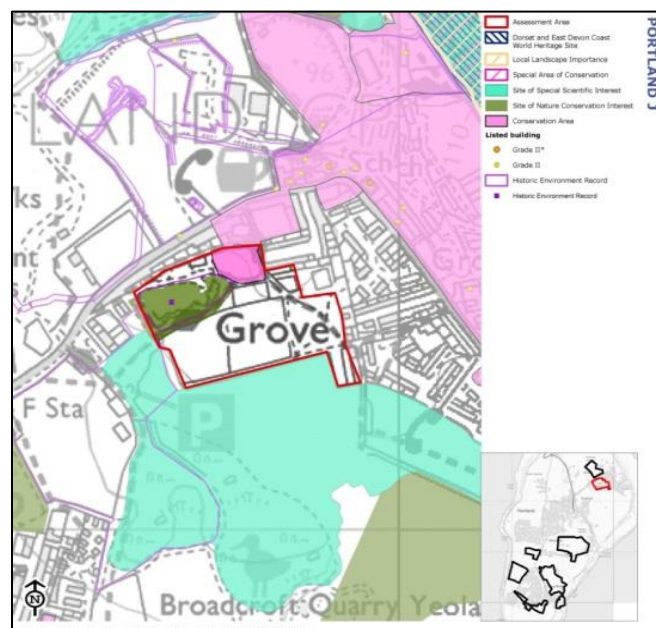 Assessment Area
Dorset and East Devon Coast
World Heritage Site
Local Landscape Importance
Special Area of Conservation
Site of Special Scientific Interest
Site of Nature Conservation Interest
Conservation Area
Listed building
Grade II*
Grade II
Historic Environment Record
Historic Environment Record
PORTLAND J
Grove
F Sta
P
Broadcroft Quarry Yeola
N